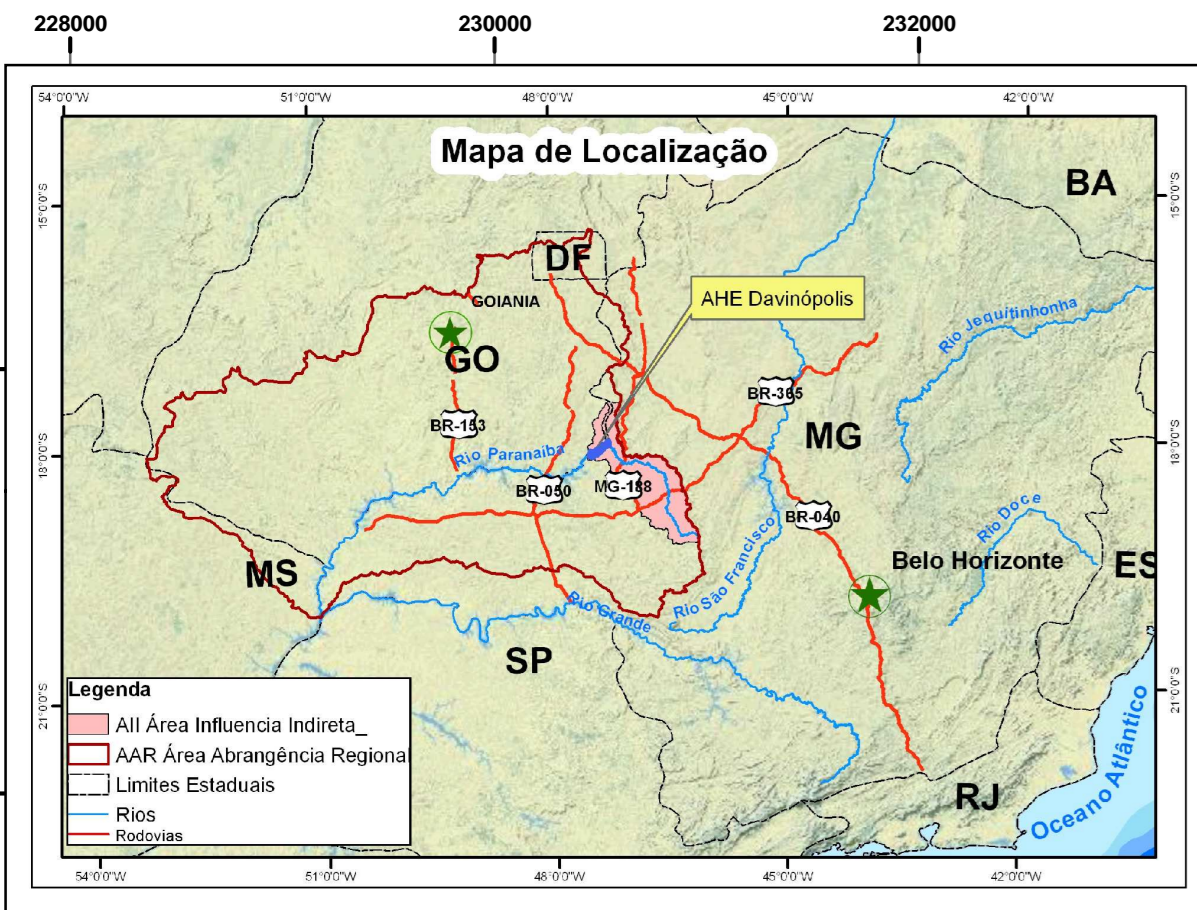 228000 230000 232000
54°0'0"W 51°0'0"W 48°0'0"W 45°0'0"W 42°0'0"W
Mapa de Localização
BA
15°0'0"S
15°0'0"S
DF
AHE Davinópolis
GOIANIA
Rio Jequitinhonha
GO
BR-365
BR-153
MG
18°0'0"S
Rio Paranaíba
18°0'0"S
BR-050
MG-188
BR-040
Rio Doce
Rio São Francisco
Belo Horizonte
ES
MS
Rio Grande
SP
Legenda
AII Área Influencia Indireta_
AAR Área Abrangência Regional
Limites Estaduais
Rios
Rodovias
21°0'0"S
21°0'0"S
RJ
Oceano Atlântico
54°0'0"W 51°0'0"W 48°0'0"W 45°0'0"W 42°0'0"W